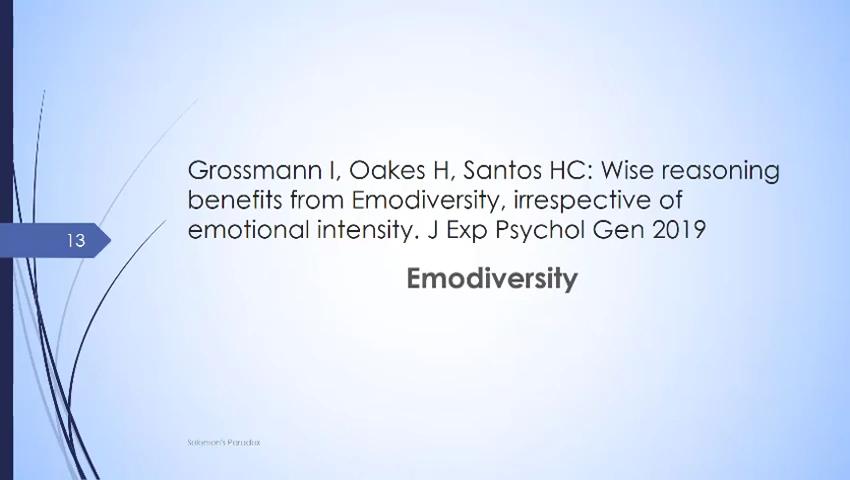 Grossmann I, Oakes H, Santos HC: Wise reasoning
benefits from Emodiversity, irrespective of
emotional intensity. J Exp Psychol Gen 2019
13
Emodiversity
Solomon's Paradox